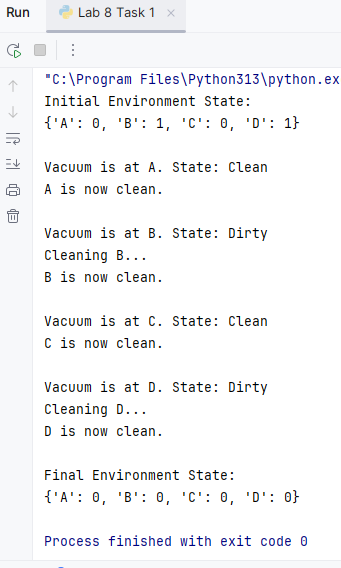 Run
Lab 8 Task 1
"C:\Program Files\Python313\python.ex
Initial Environment State:
{'A': 0, 'B': 1, 'C': 0, 'D': 1}
Vacuum is at A. State: Clean
A is now clean.
Vacuum is at B. State: Dirty
Cleaning B...
B is now clean.
Vacuum is at C. State: Clean
C is now clean.
Vacuum is at D. State: Dirty
Cleaning D...
D is now clean.
Final Environment State:
{'A': 0, 'B': 0, 'C': 0, 'D': 0}
Process finished with exit code 0